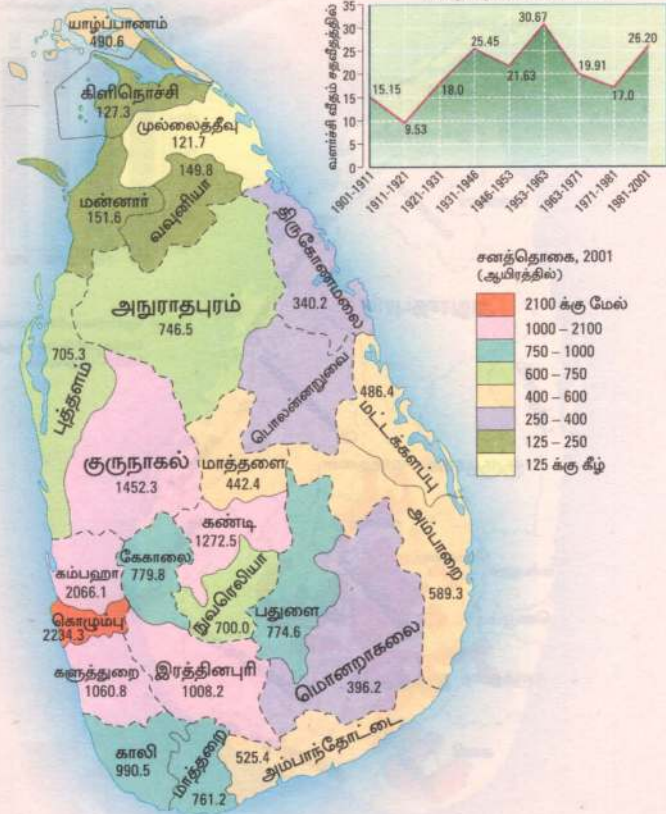 யாழ்ப்பாணம்
490.6
கிளிநொச்சி
127.3
முல்லைத்தீவு
121.7
149.8
மன்னார்
151.6
வவுனியா
திருகோணமலை
340.2
அநுராதபுரம்
746.5
705.3
புத்தளம்
பொலன்னறுவை
486.4
மட்டக்களப்பு
குருநாகல்
1452.3
மாத்தளை
442.4
கண்டி
1272.5
அம்பாறை
589.3
கேகாலை
779.8
கம்பஹா
2066.1
நுவரெலியா
700.0
பதுளை
774.6
கொழும்பு
2234.3
மொனறாகலை
396.2
களுத்துறை
1060.8
இரத்தினபுரி
1008.2
அம்பாந்தோட்டை
525.4
காலி
990.5
மாத்தறை
761.2
வளர்ச்சி வீதம் சதவீதத்தில்
35
30
25
20
15
10
5
0
15.15
9.53
18.0
25.45
21.63
30.67
19.91
17.0
26.20
1901-1911
1911-1921
1921-1931
1931-1946
1946-1953
1953-1963
1963-1971
1971-1981
1981-2001
சனத்தொகை, 2001
(ஆயிரத்தில்)
2100 க்கு மேல்
1000 – 2100
750 – 1000
600 – 750
400 – 600
250 – 400
125 – 250
125 க்கு கீழ்